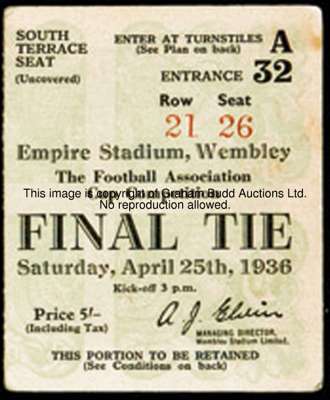 SOUTH TERRACE SEAT
(Uncovered)
ENTER AT TURNSTILES A
(See Plan on back)
ENTRANCE 32
Row Seat
21 26
Empire Stadium, Wembley
The Football Association
Cup Competition
This image is copyright of Graham Budd Auctions Ltd.
No reproduction allowed.
FINAL TIE
Saturday, April 25th, 1936
Kick-off 3 p.m.
Price 5/-
(Including Tax)
A. J. Elvin
MANAGING DIRECTOR,
Wembley Stadium Limited.
THIS PORTION TO BE RETAINED
(See Conditions on back)